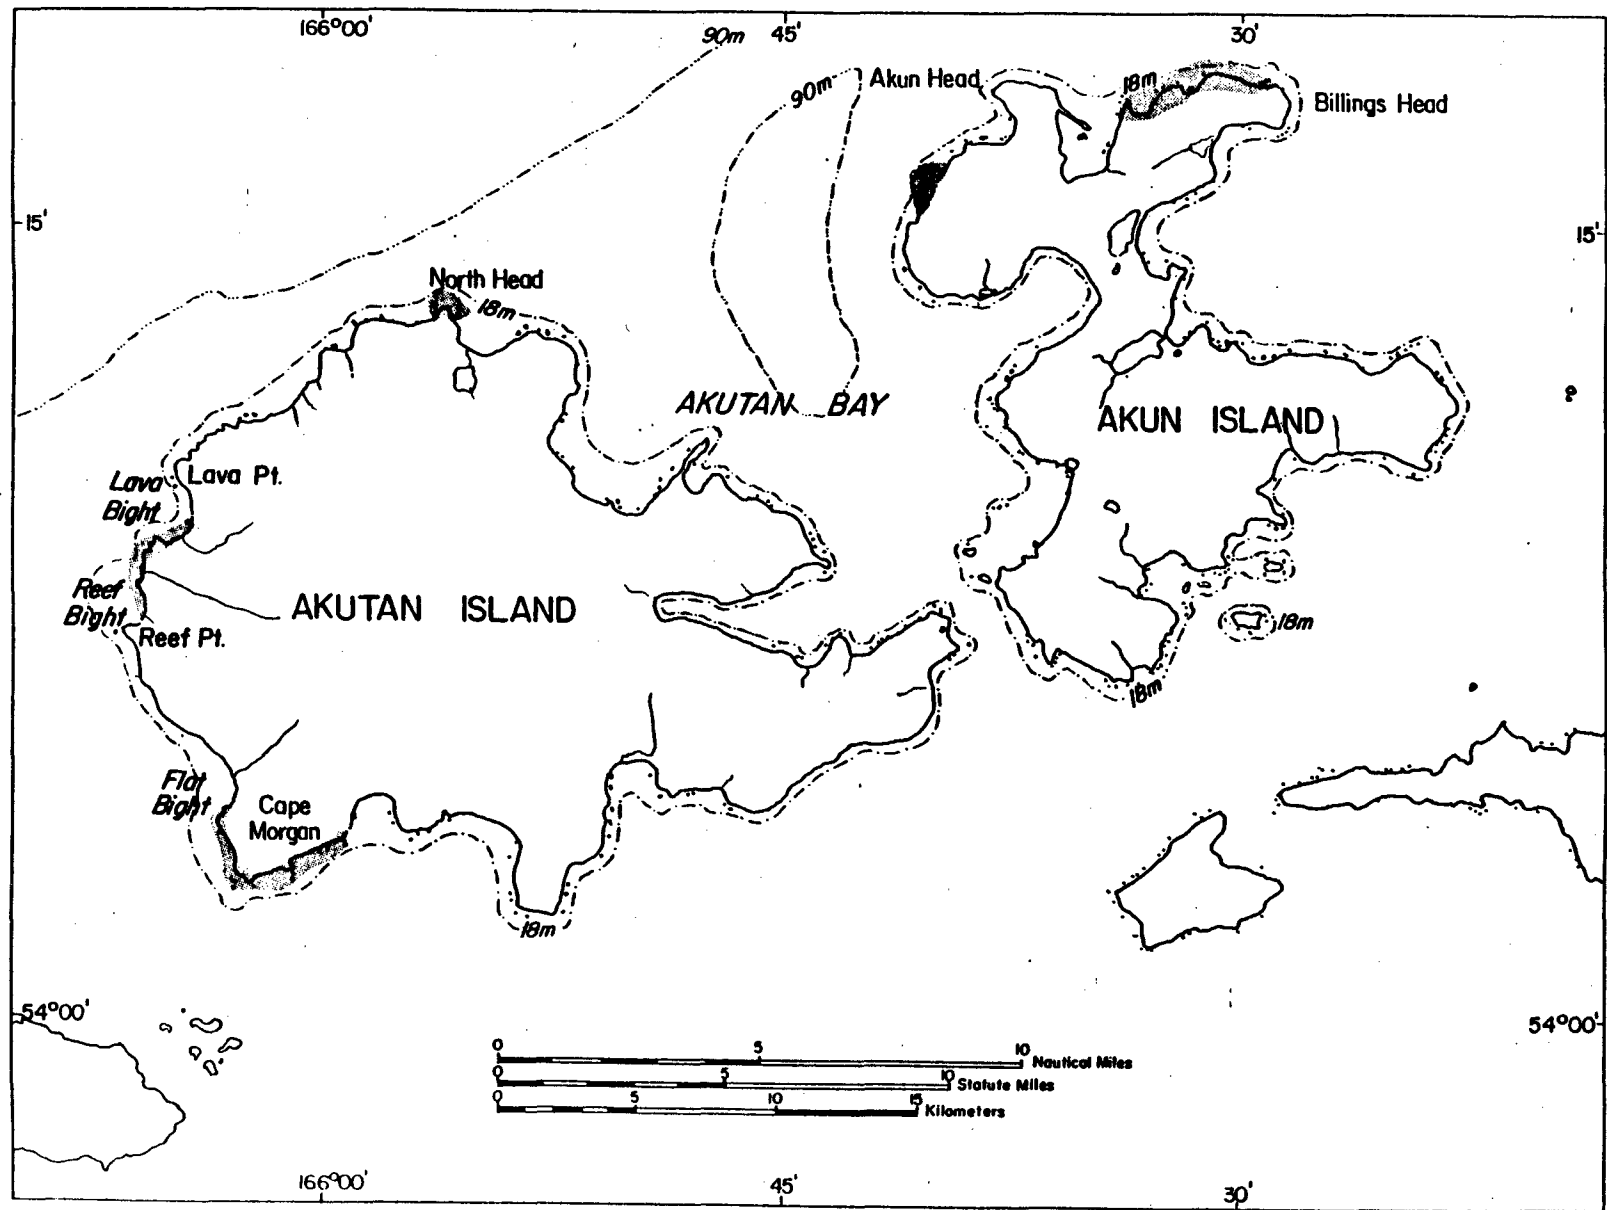 166°00'
90m
45'
30'
90m
Akun Head
18m
Billings Head
15'
15'
North Head
18m
AKUTAN BAY
AKUN ISLAND
Lava Pt.
Lava
Bight
Reef
Bight
AKUTAN ISLAND
Reef Pt.
18m
18m
Flat
Bight
Cape
Morgan
18m
54°00'
54°00'
0 5 10 Nautical Miles
0 5 10 Statute Miles
0 5 10 15 Kilometers
166°00'
45'
30'